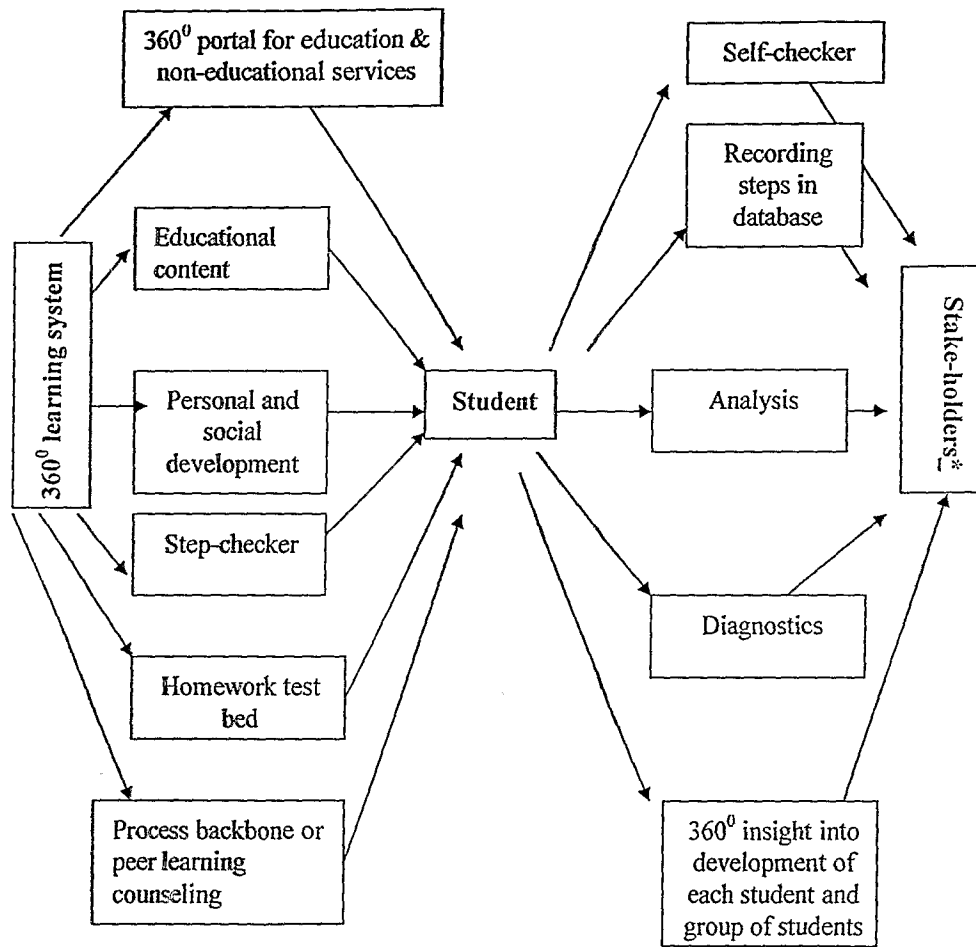 360⁰ portal for education &
non-educational services
Self-checker
Recording
steps in
database
Educational
content
360⁰ learning system
Stake-holders*
Personal and
social
development
Student
Analysis
Step-checker
Diagnostics
Homework test
bed
Process backbone or
peer learning
counseling
360⁰ insight into
development of
each student and
group of students